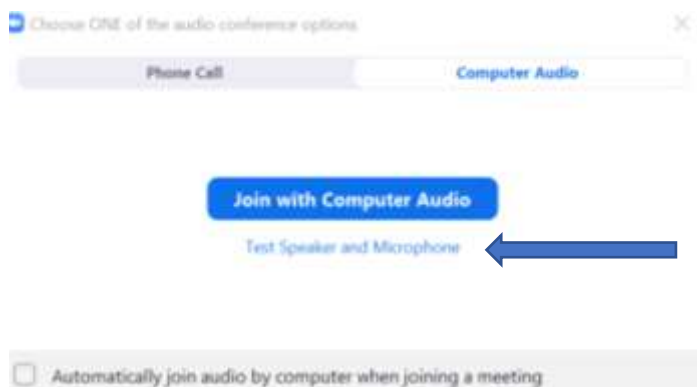 Choose ONE of the audio conference options
Phone Call
Computer Audio
Join with Computer Audio
Test Speaker and Microphone
Automatically join audio by computer when joining a meeting